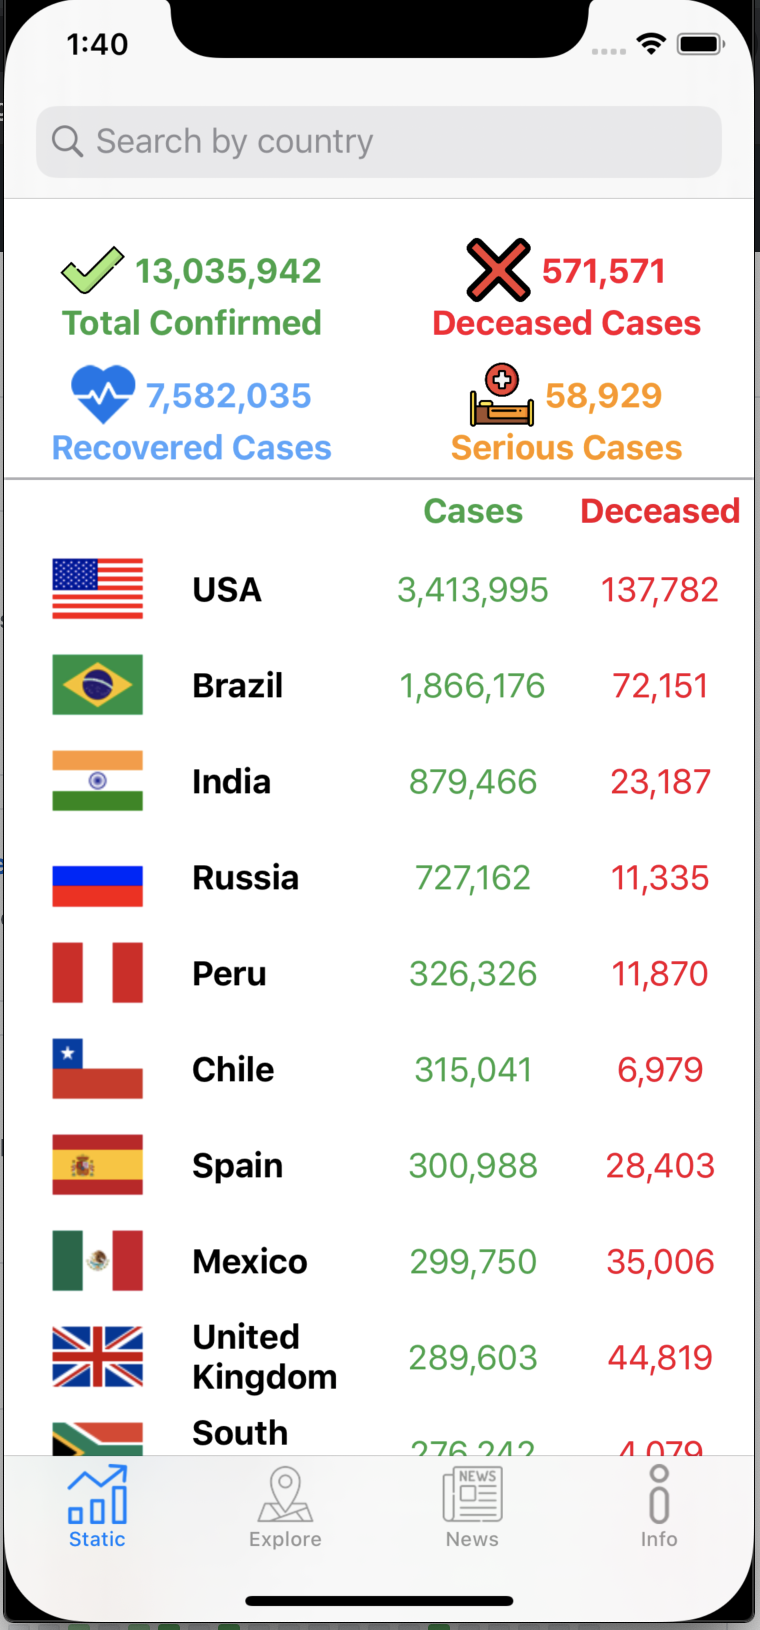 1:40
Search by country
13,035,942
571,571
Total Confirmed
Deceased Cases
7,582,035
58,929
Recovered Cases
Serious Cases
Cases Deceased
USA 3,413,995 137,782
Brazil 1,866,176 72,151
India 879,466 23,187
Russia 727,162 11,335
Peru 326,326 11,870
Chile 315,041 6,979
Spain 300,988 28,403
Mexico 299,750 35,006
United
Kingdom 289,603 44,819
South
276,242 4,079
NEWS
Static Explore News Info